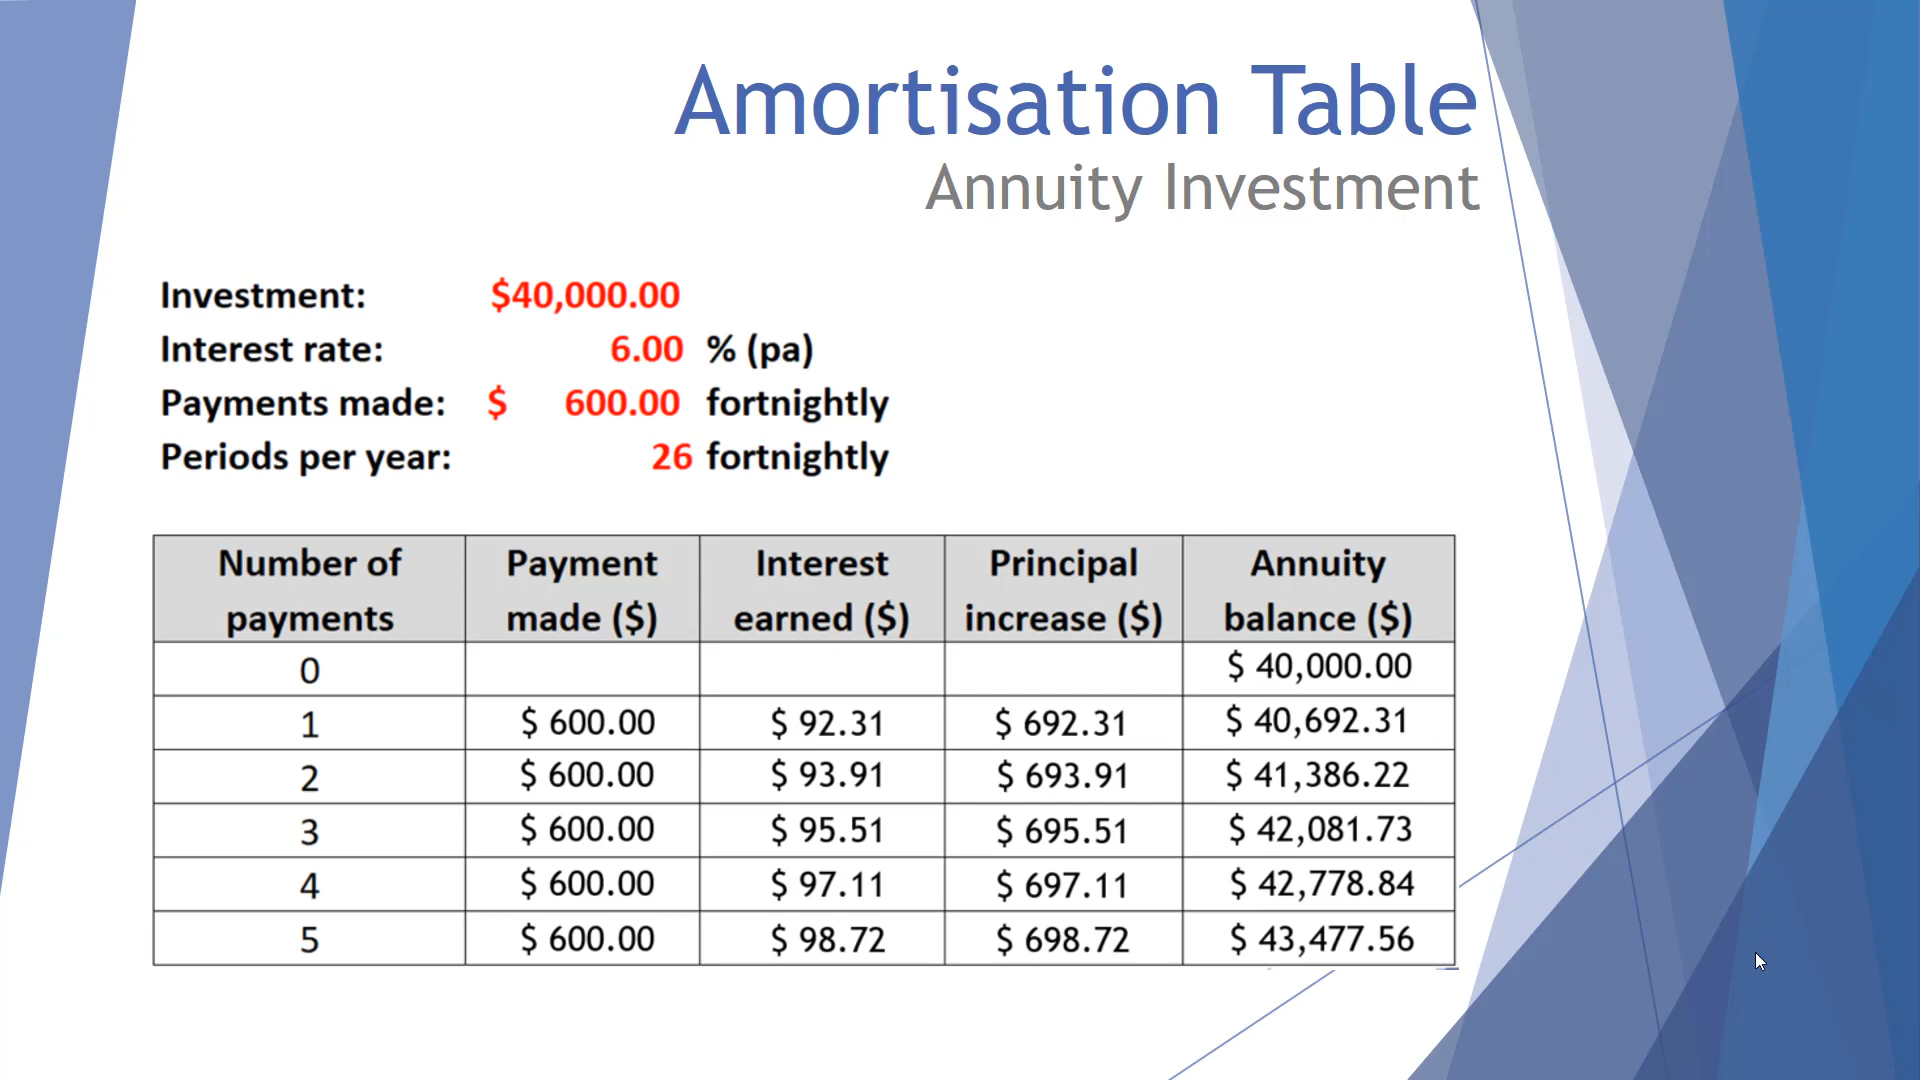 Amortisation Table
Annuity Investment
Investment: $40,000.00
Interest rate: 6.00 % (pa)
Payments made: $ 600.00 fortnightly
Periods per year: 26 fortnightly
Number of payments Payment made ($) Interest earned ($) Principal increase ($) Annuity balance ($)
0 $ 40,000.00
1 $ 600.00 $ 92.31 $ 692.31 $ 40,692.31
2 $ 600.00 $ 93.91 $ 693.91 $ 41,386.22
3 $ 600.00 $ 95.51 $ 695.51 $ 42,081.73
4 $ 600.00 $ 97.11 $ 697.11 $ 42,778.84
5 $ 600.00 $ 98.72 $ 698.72 $ 43,477.56